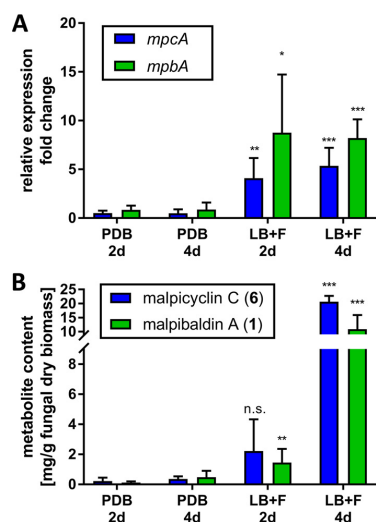 A
relative expression
fold change
20
15
10
5
0
mpcA
mpbA
*
**
***
***
PDB
2d
PDB
4d
LB+F
2d
LB+F
4d
B
metabolite content
[mg/g fungal dry biomass]
25
20
15
10
6
4
2
0
malpicyclin C (6)
malpibaldin A (1)
***
***
n.s.
**
PDB
2d
PDB
4d
LB+F
2d
LB+F
4d